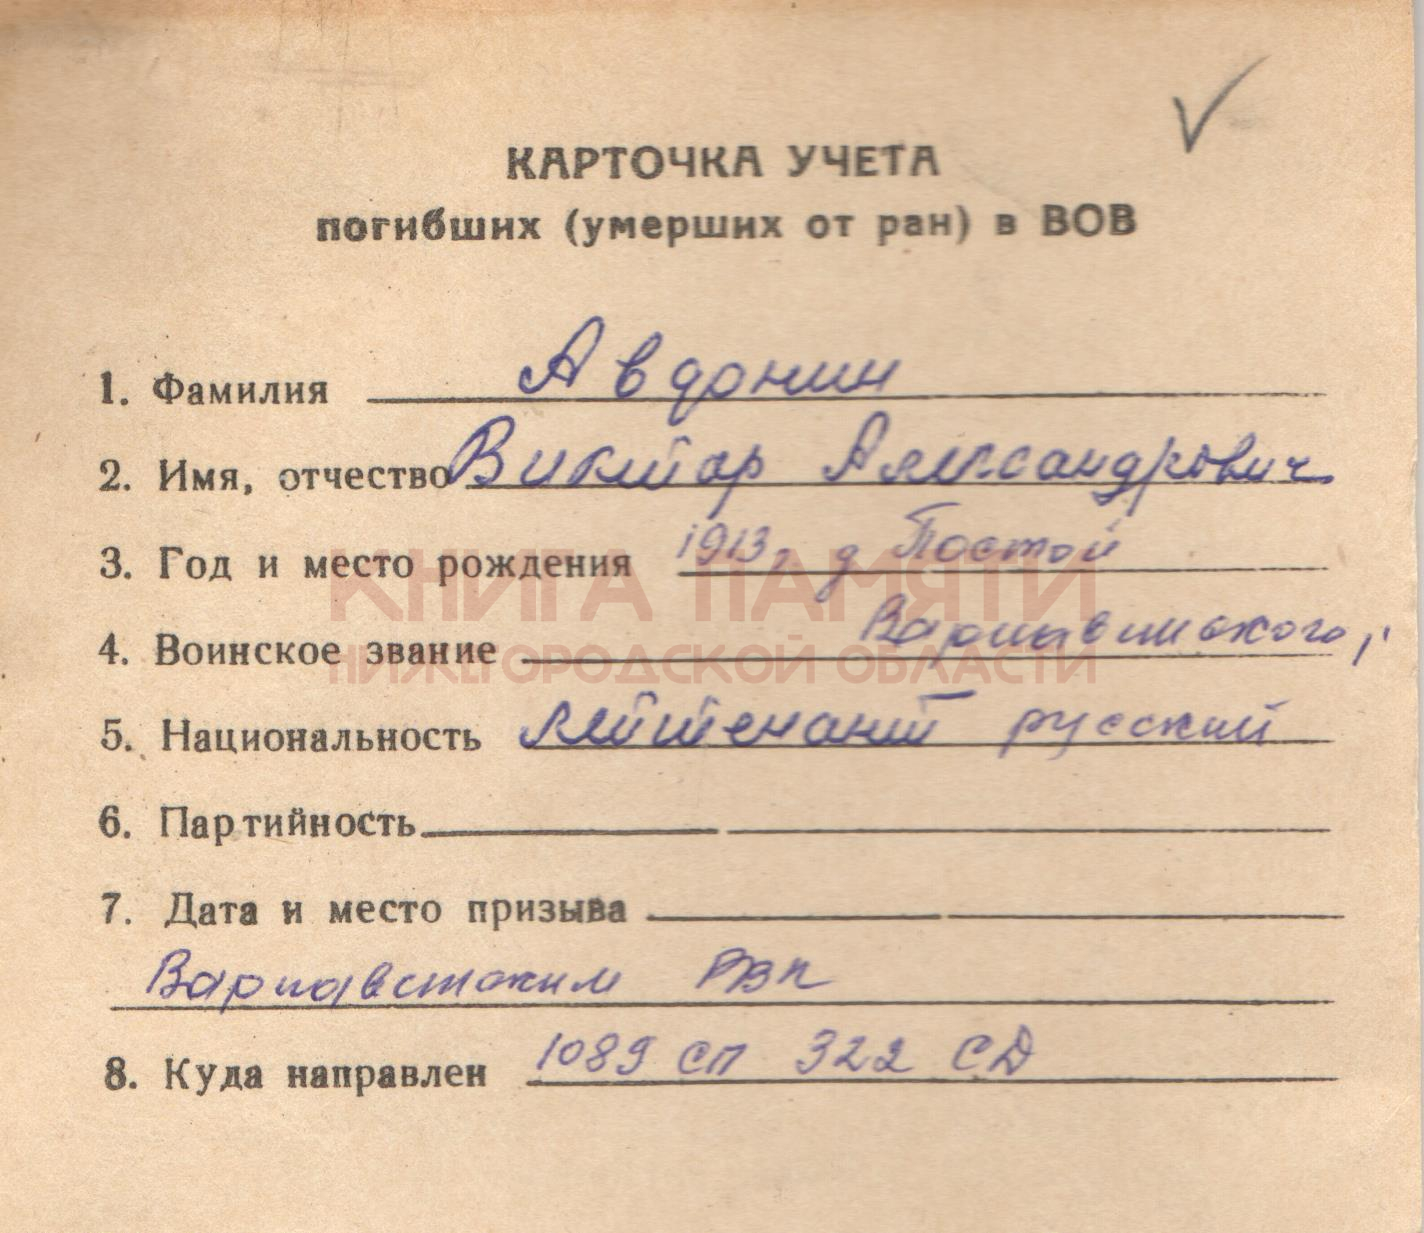 КАРТОЧКА УЧЕТА
погибших (умерших от ран) в ВОВ
1. Фамилия Авдонин
2. Имя, отчество Виктор Александрович
3. Год и место рождения 1913, д Постой
Варнавинского,
4. Воинское звание
5. Национальность лейтенант русский
6. Партийность
7. Дата и место призыва
Варнавинским РВК
8. Куда направлен 1089 СП 322 СД
КНИГА ПАМЯТИ
НИЖЕГОРОДСКОЙ ОБЛАСТИ